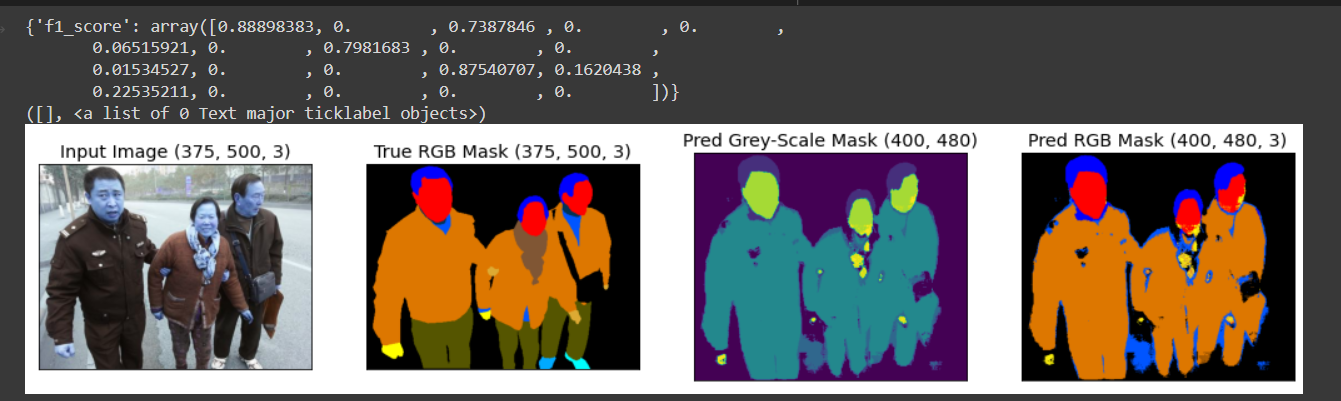 {'f1_score': array([0.88898383, 0.        , 0.7387846 , 0.        , 0.        ,
       0.06515921, 0.        , 0.7981683 , 0.        , 0.        ,
       0.01534527, 0.        , 0.        , 0.87540707, 0.1620438 ,
       0.22535211, 0.        , 0.        , 0.        , 0.        ])}
([], <a list of 0 Text major ticklabel objects>)
Input Image (375, 500, 3)
True RGB Mask (375, 500, 3)
Pred Grey-Scale Mask (400, 480)
Pred RGB Mask (400, 480, 3)